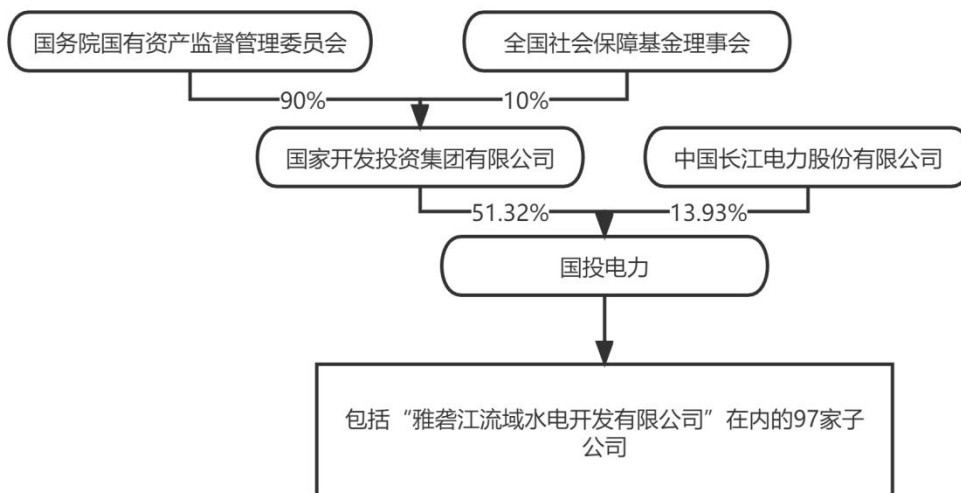 国务院国有资产监督管理委员会
全国社会保障基金理事会
90%
10%
国家开发投资集团有限公司
中国长江电力股份有限公司
51.32%
13.93%
国投电力
包括“雅砻江流域水电开发有限公司”在内的97家子
公司